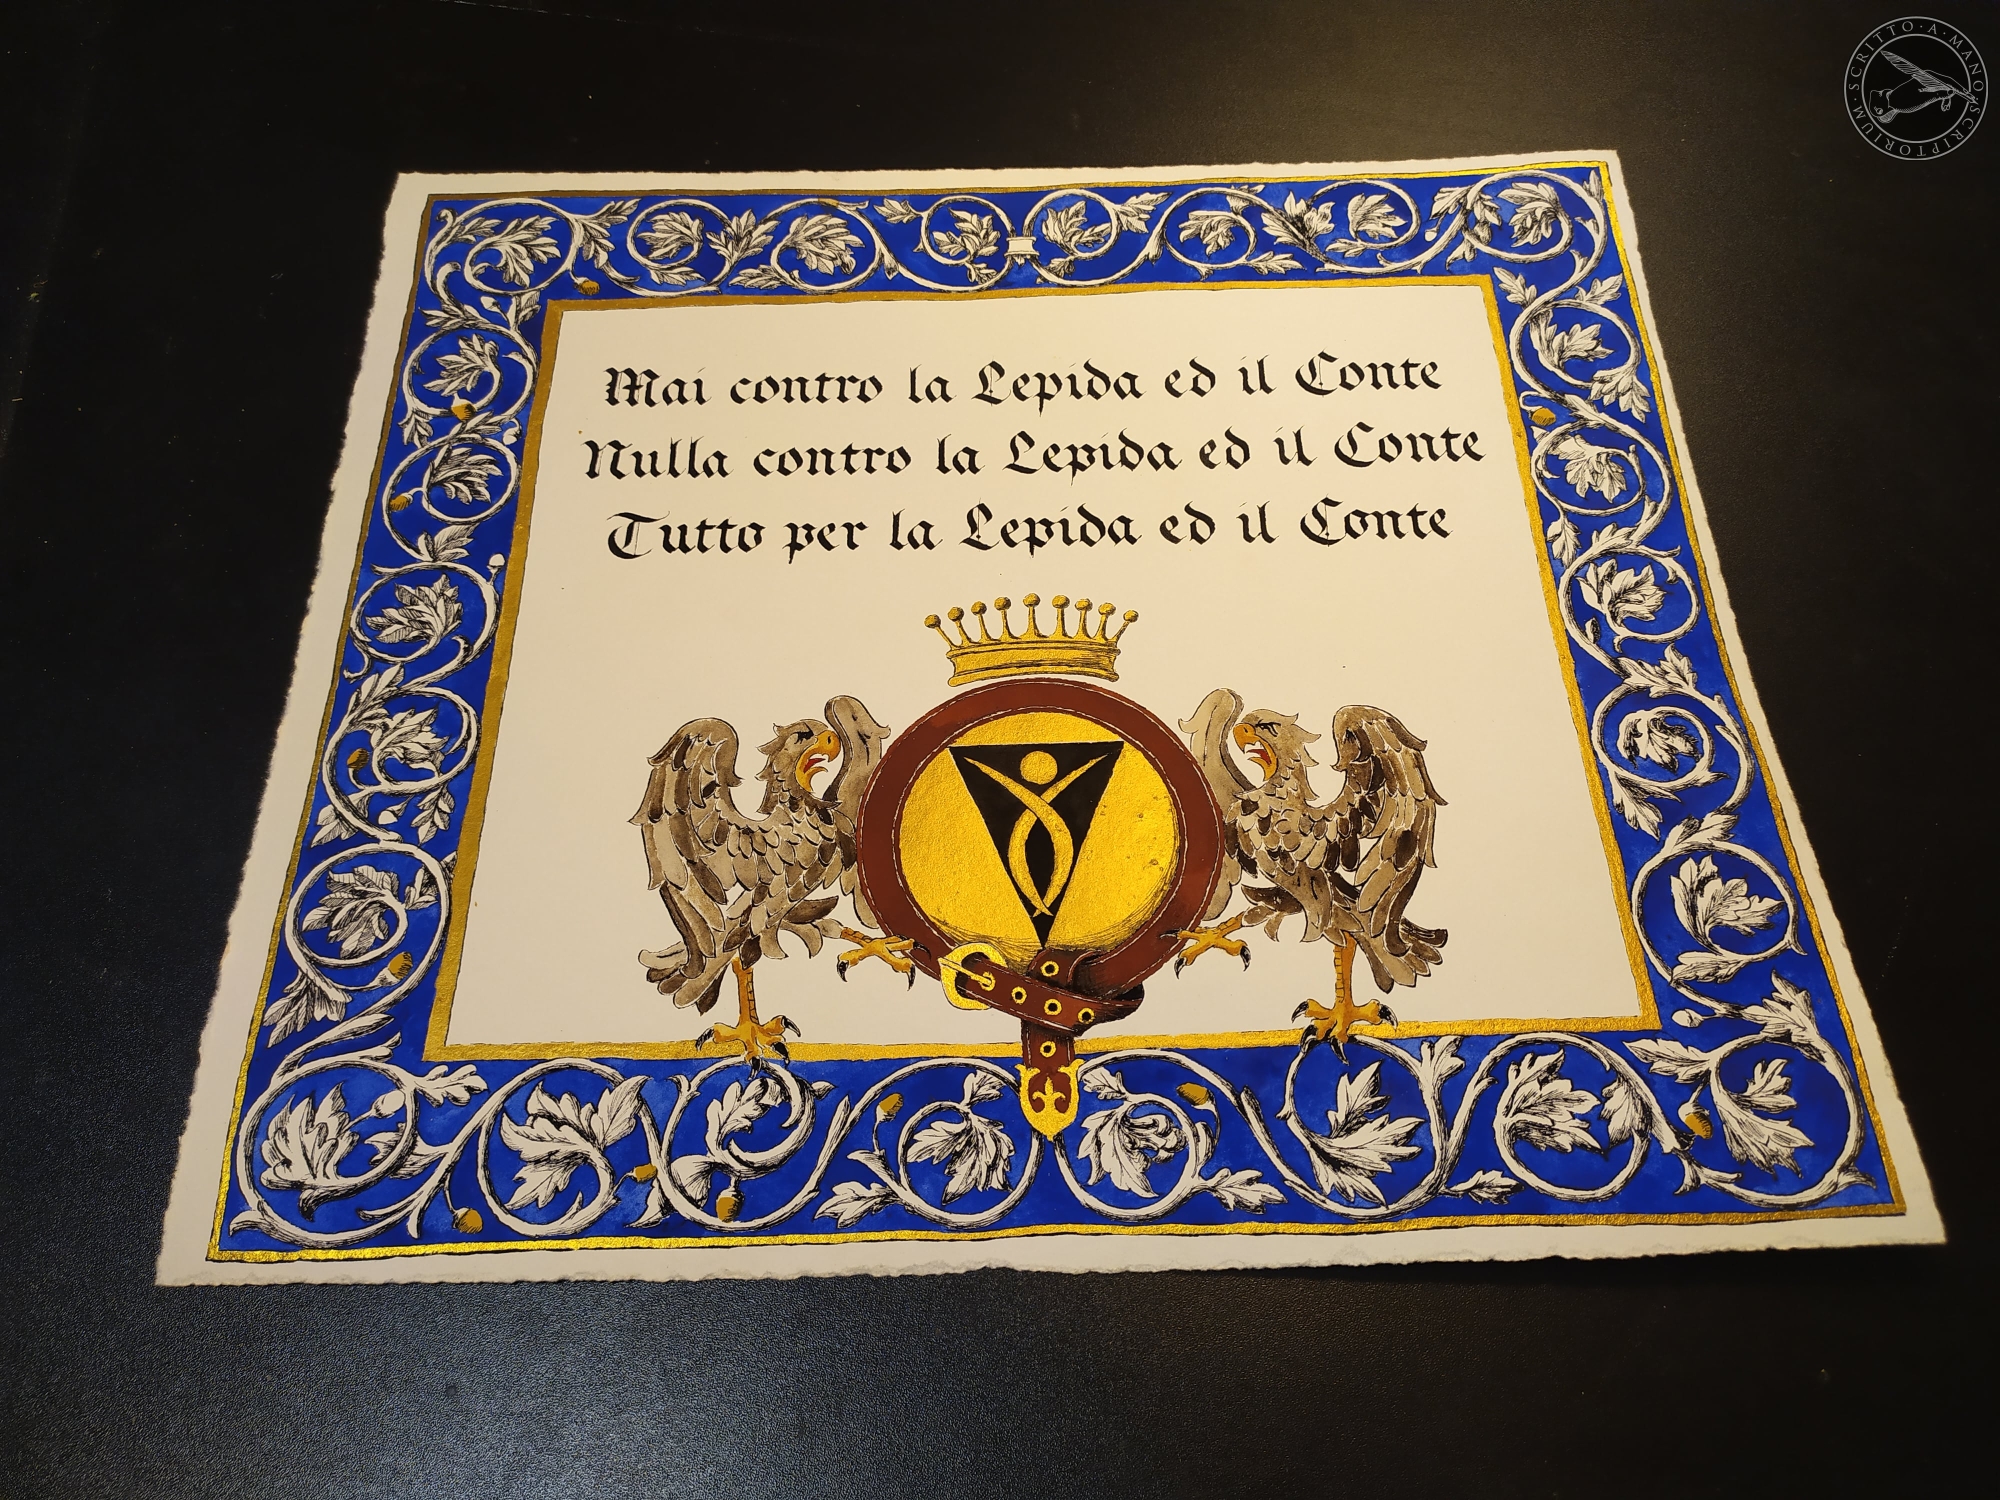 Mai contro la Lepida ed il Conte
Nulla contro la Lepida ed il Conte
Tutto per la Lepida ed il Conte
SCRITTO · A · MANO · SCRIPTORIUM ·